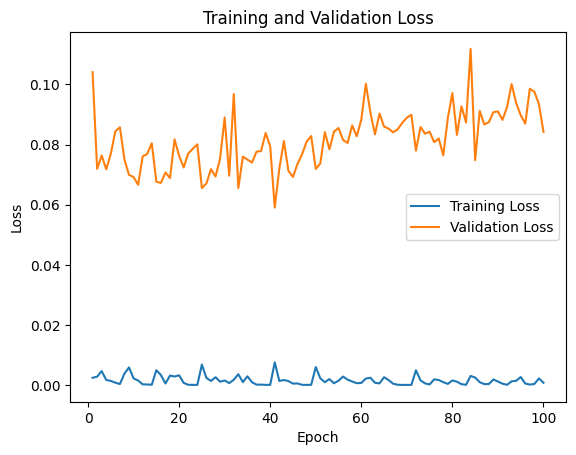 Training and Validation Loss
Loss
0.10
0.08
0.06
0.04
0.02
0.00
Training Loss
Validation Loss
0
20
40
60
80
100
Epoch